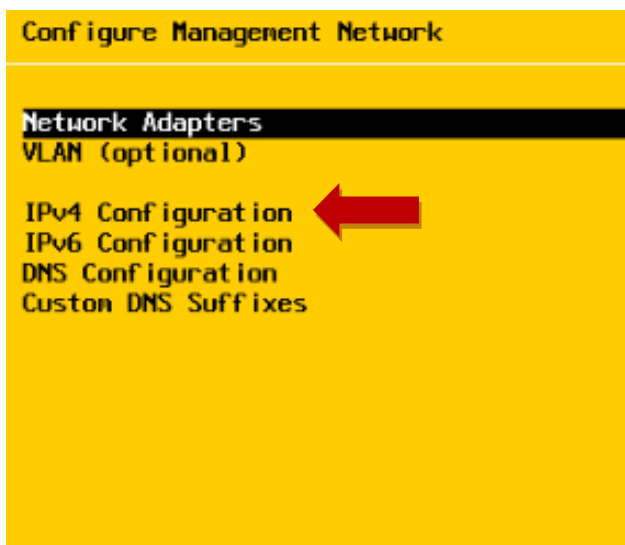 Configure Management Network
Network Adapters
VLAN (optional)
IPv4 Configuration
IPv6 Configuration
DNS Configuration
Custom DNS Suffixes